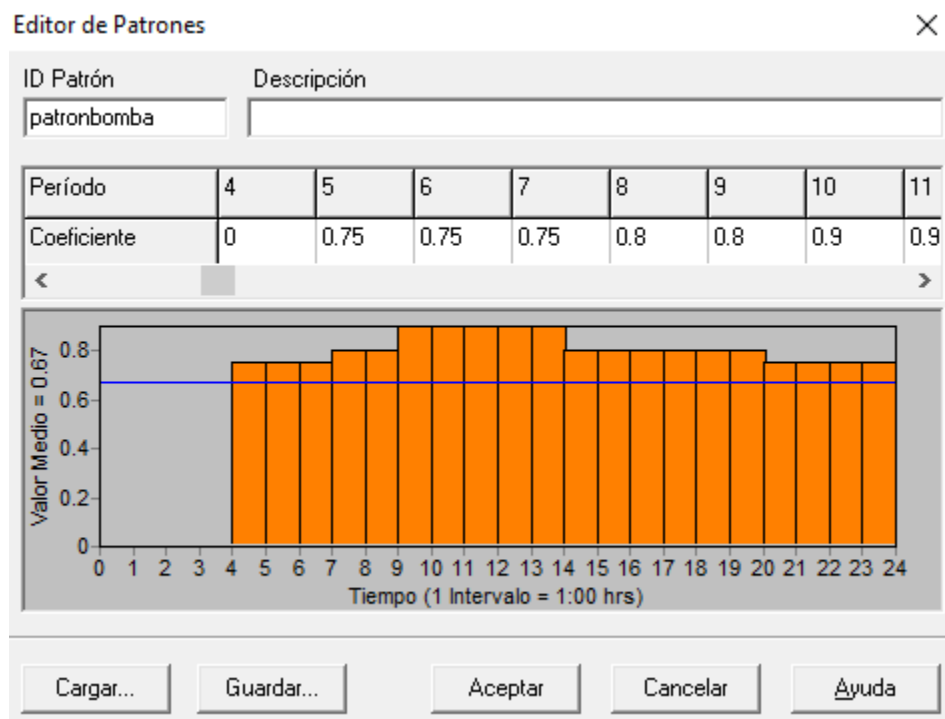 Editor de Patrones
ID Patrón Descripción
patronbomba
Período 4 5 6 7 8 9 10 11
Coeficiente 0 0.75 0.75 0.75 0.8 0.8 0.9 0.9
Valor Medio = 0.67
0.8
0.6
0.4
0.2
0
0 1 2 3 4 5 6 7 8 9 10 11 12 13 14 15 16 17 18 19 20 21 22 23 24
Tiempo (1 Intervalo = 1:00 hrs)
Cargar... Guardar... Aceptar Cancelar Ayuda